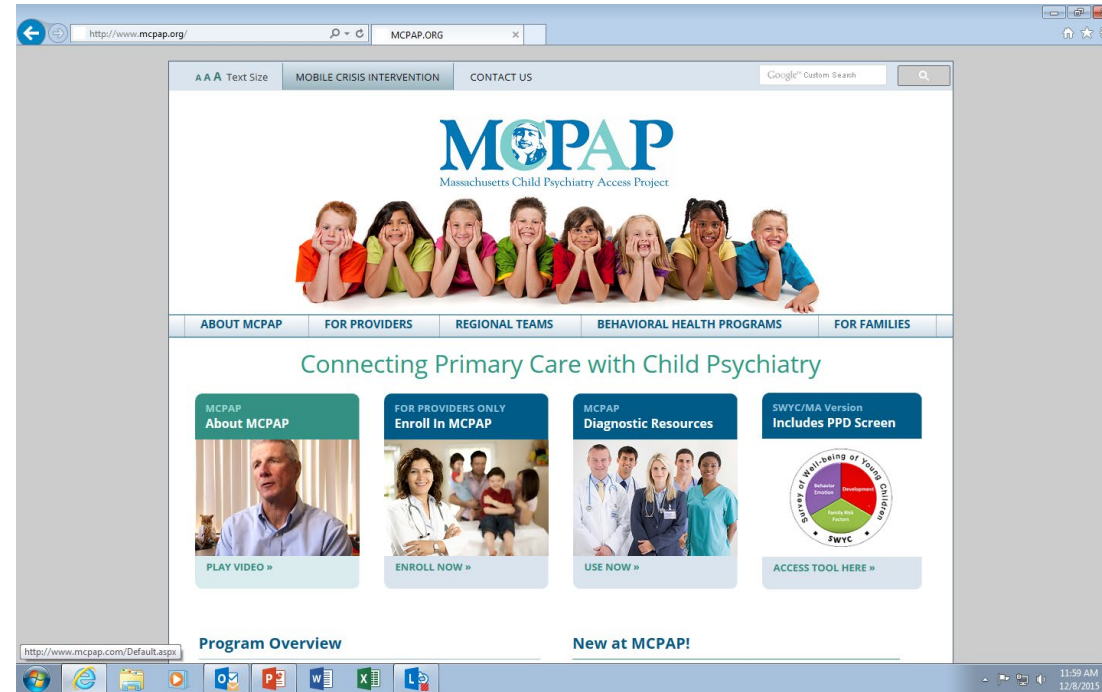 http://www.mcpap.org/
MCPAP.ORG
A A A Text Size
MOBILE CRISIS INTERVENTION
CONTACT US
Google™ Custom Search
MCPAP
Massachusetts Child Psychiatry Access Project
ABOUT MCPAP
FOR PROVIDERS
REGIONAL TEAMS
BEHAVIORAL HEALTH PROGRAMS
FOR FAMILIES
Connecting Primary Care with Child Psychiatry
MCPAP
About MCPAP
PLAY VIDEO »
FOR PROVIDERS ONLY
Enroll In MCPAP
ENROLL NOW »
MCPAP
Diagnostic Resources
USE NOW »
SWYC/MA Version
Includes PPD Screen
Survey of Well-being of Young Children
Behavior
Emotion
Development
Family Risk
Factors
SWYC
ACCESS TOOL HERE »
Program Overview
New at MCPAP!
http://www.mcpap.com/Default.aspx
11:59 AM
12/8/2015